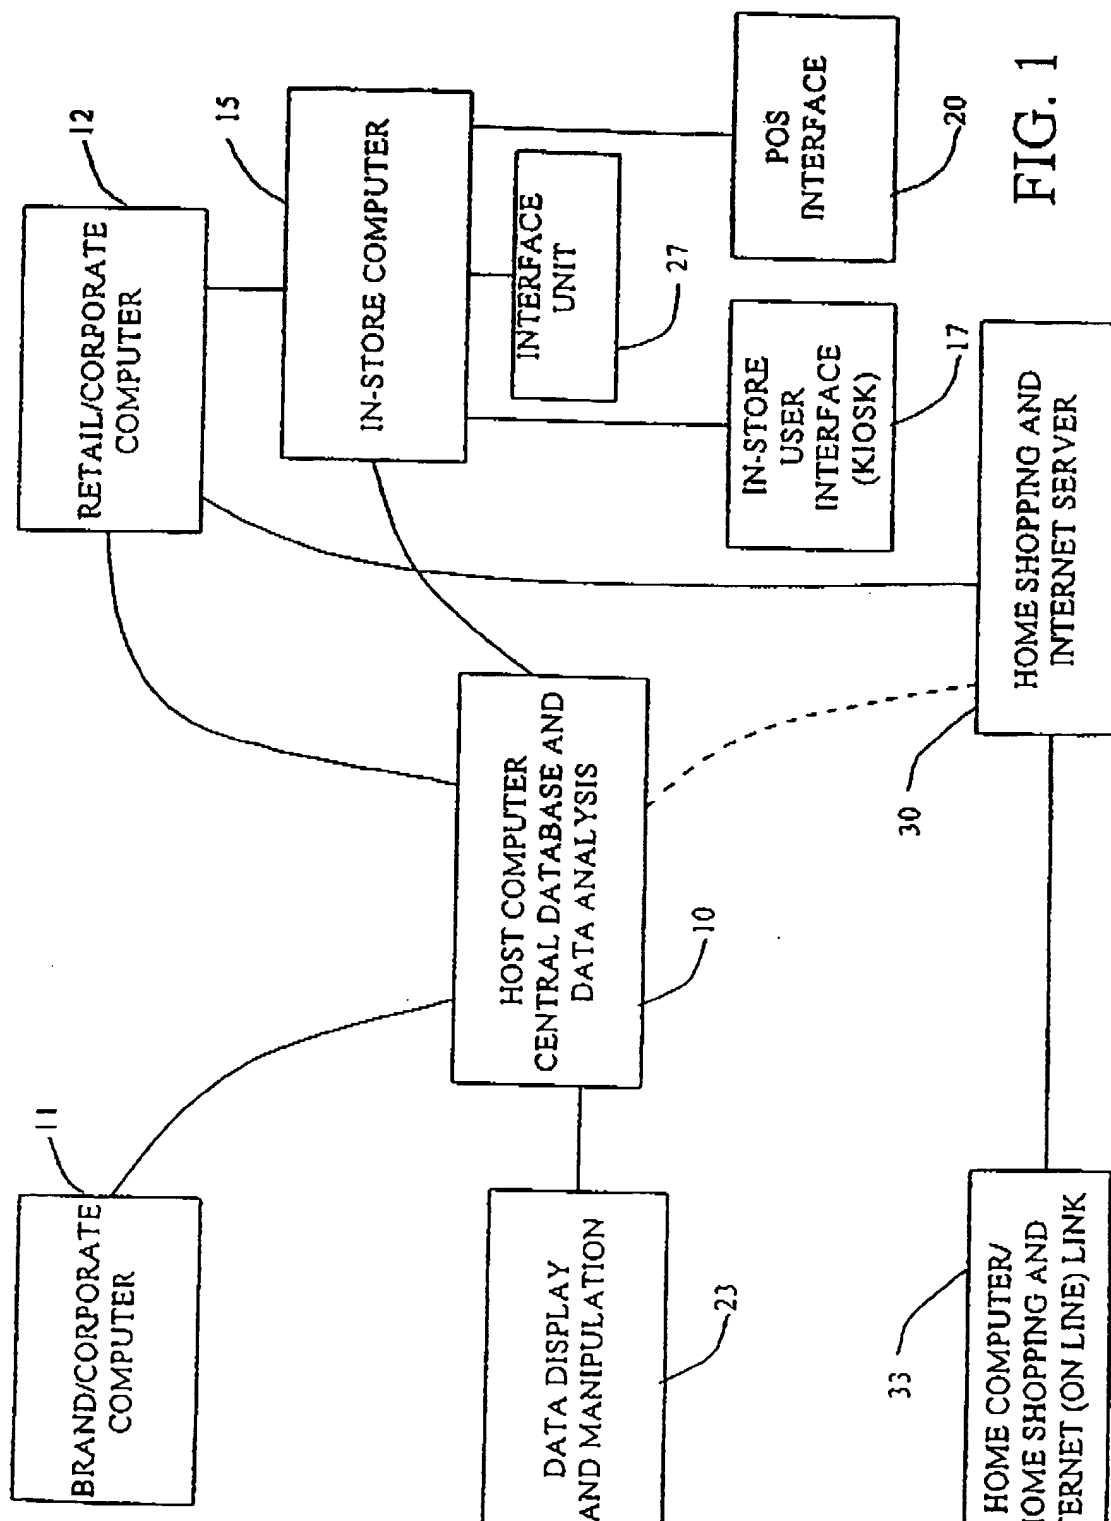 BRAND/CORPORATE
COMPUTER
11
RETAIL/CORPORATE
COMPUTER
12
IN-STORE COMPUTER
15
INTERFACE
UNIT
27
DATA DISPLAY
AND MANIPULATION
23
HOST COMPUTER
CENTRAL DATABASE AND
DATA ANALYSIS
10
IN-STORE
USER
INTERFACE
(KIOSK)
17
POS
INTERFACE
20
HOME COMPUTER/
HOME SHOPPING AND
TERNET (ON LINE) LINK
33
HOME SHOPPING AND
INTERNET SERVER
30
FIG. 1